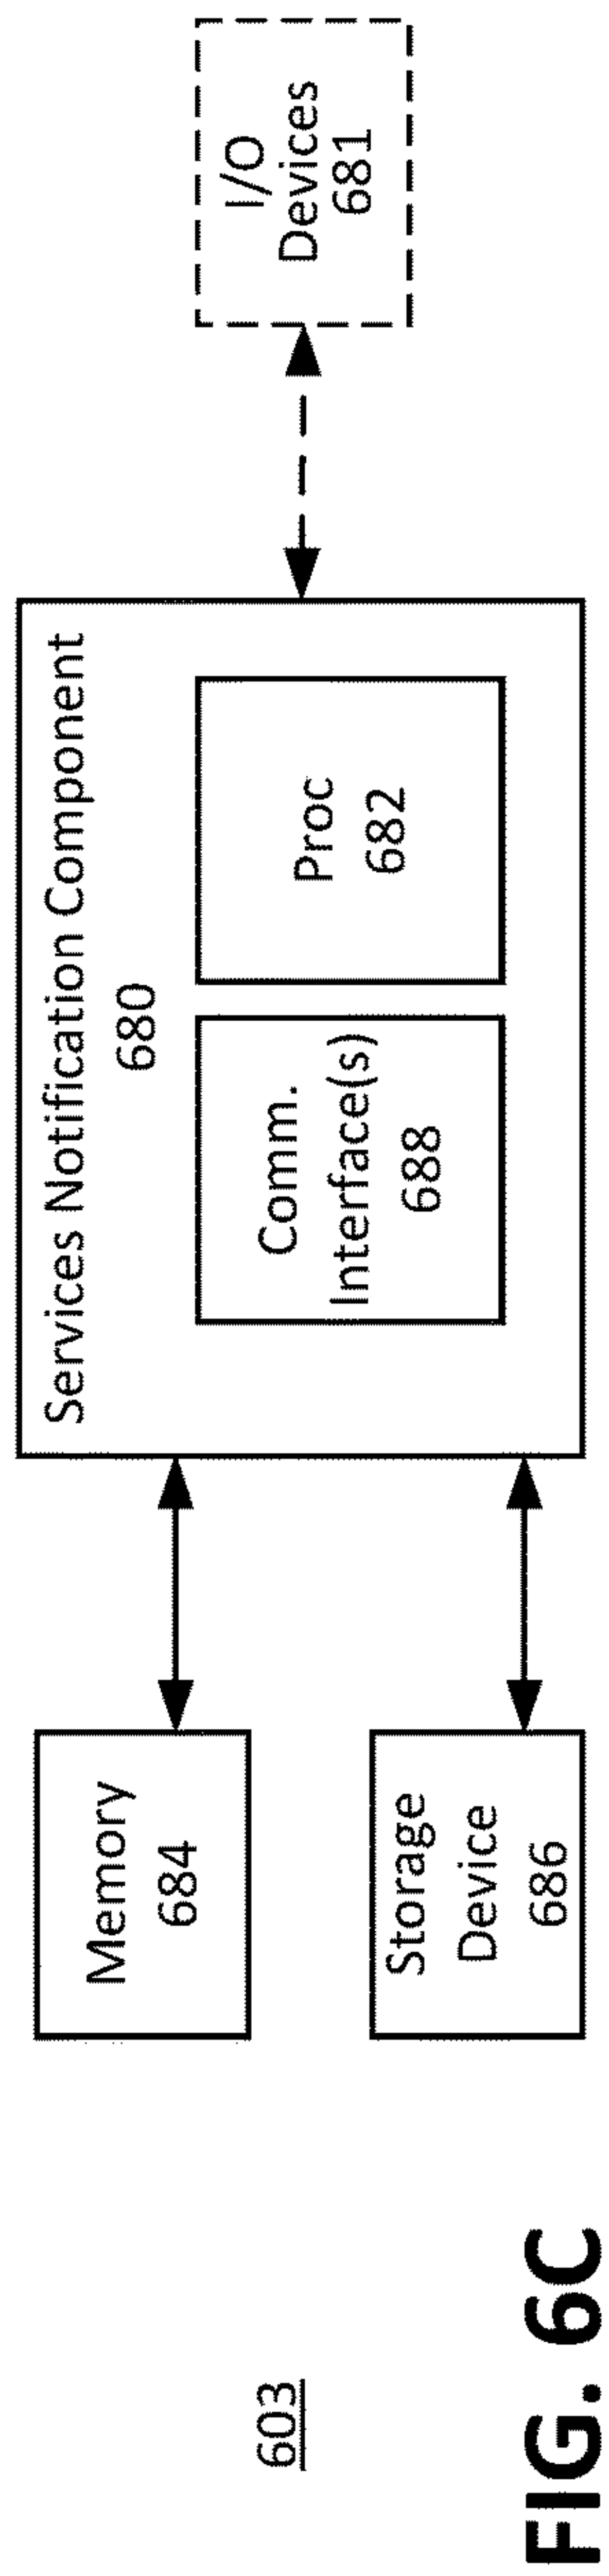 Services Notification Component
680
Memory
684
Storage
Device
686
Comm.
Interface(s)
688
Proc
682
I/O
Devices
681
603
FIG. 6C